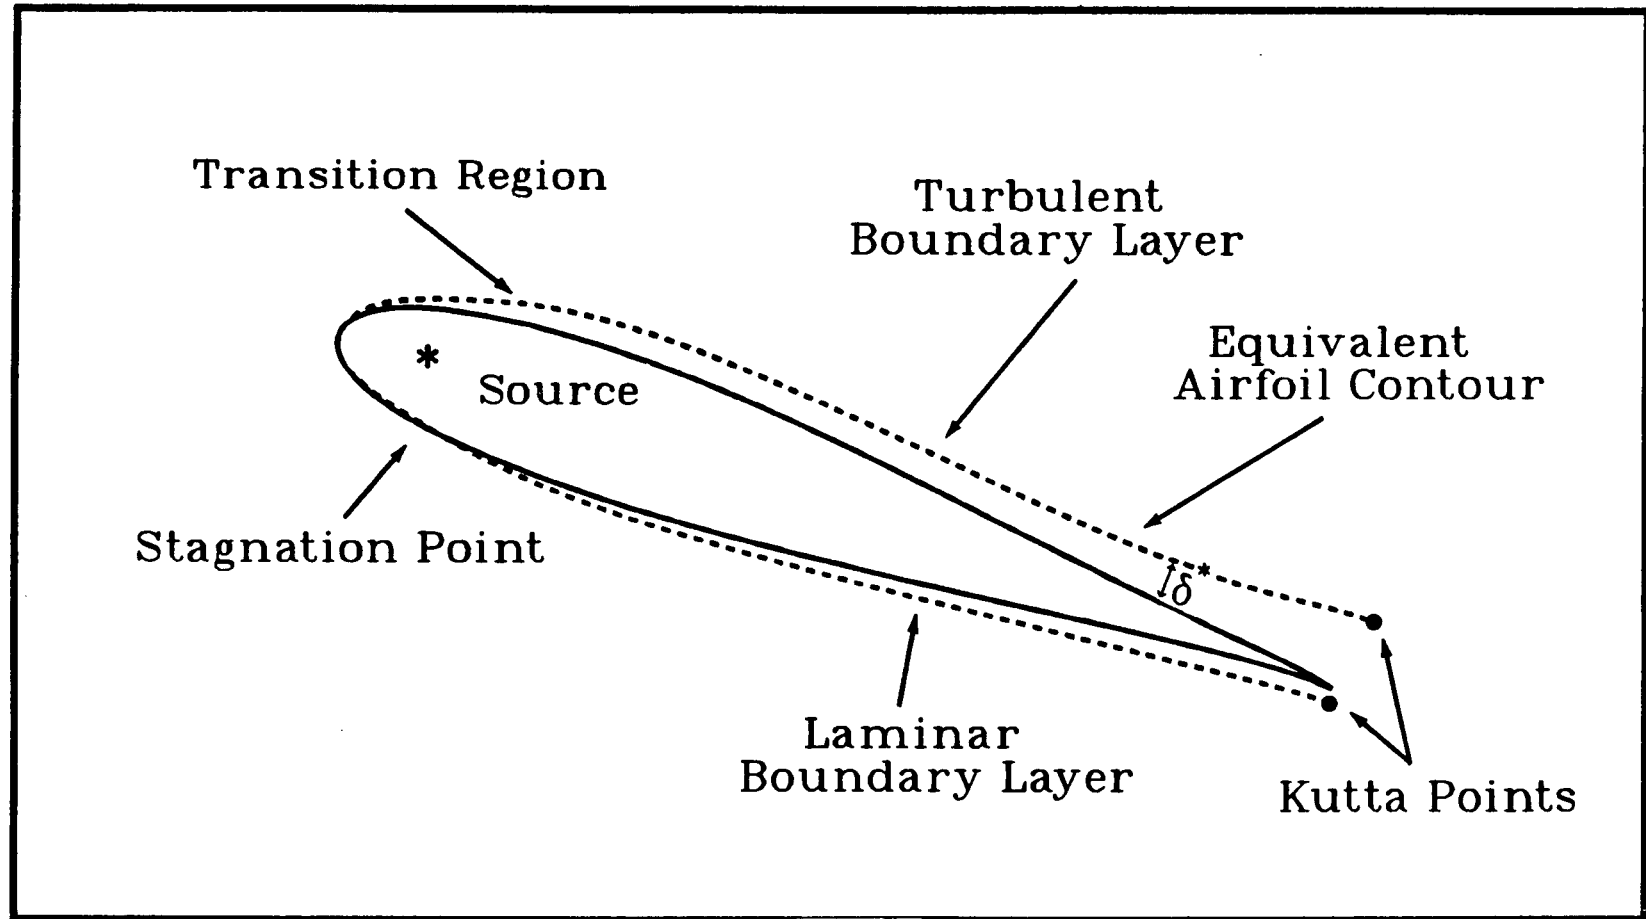 Transition Region
Turbulent
Boundary Layer
Equivalent
Airfoil Contour
*
Source
Stagnation Point
δ*
Laminar
Boundary Layer
Kutta Points